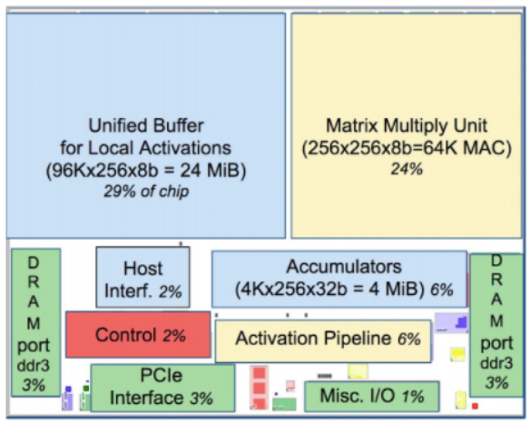 Unified Buffer
for Local Activations
(96Kx256x8b = 24 MiB)
29% of chip
Matrix Multiply Unit
(256x256x8b=64K MAC)
24%
D
R
A
M
port
ddr3
3%
Host
Interf. 2%
Accumulators
(4Kx256x32b = 4 MiB) 6%
Control 2%
Activation Pipeline 6%
PCIe
Interface 3%
Misc. I/O 1%
D
R
A
M
port
ddr3
3%